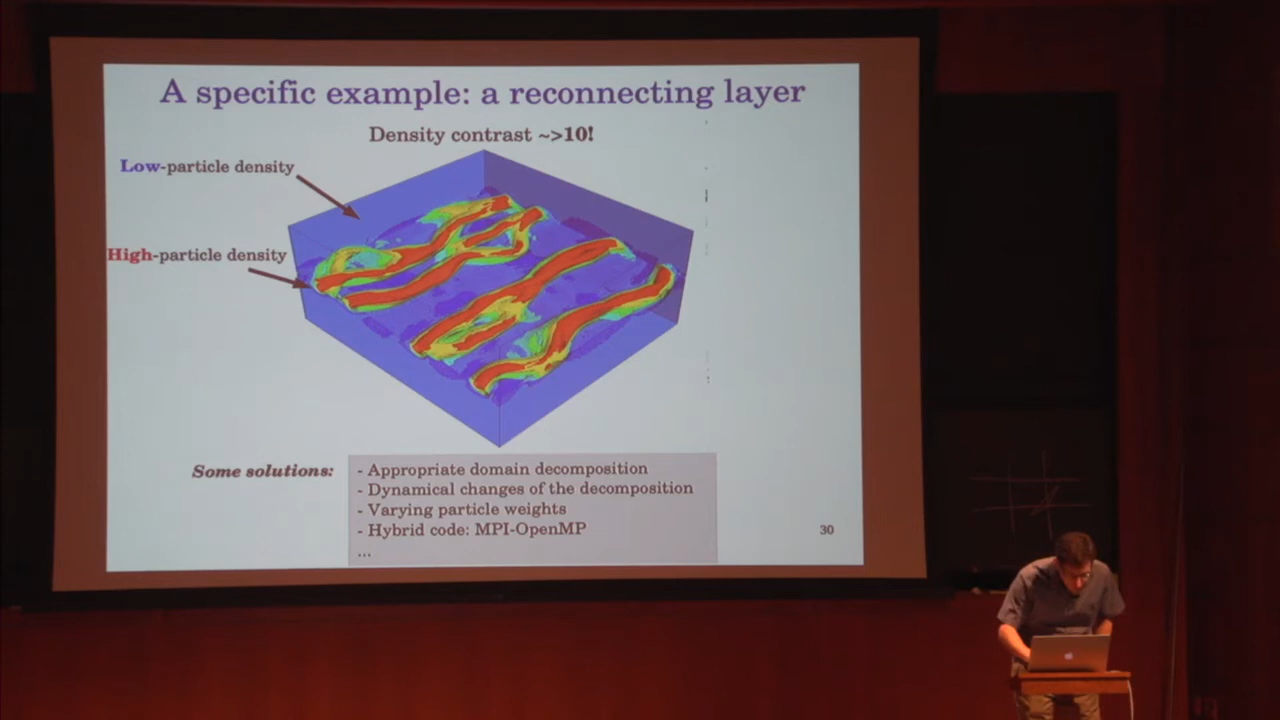 A specific example: a reconnecting layer
Density contrast ~>10!
Low-particle density
High-particle density
Some solutions:
- Appropriate domain decomposition
- Dynamical changes of the decomposition
- Varying particle weights
- Hybrid code: MPI-OpenMP
...
30